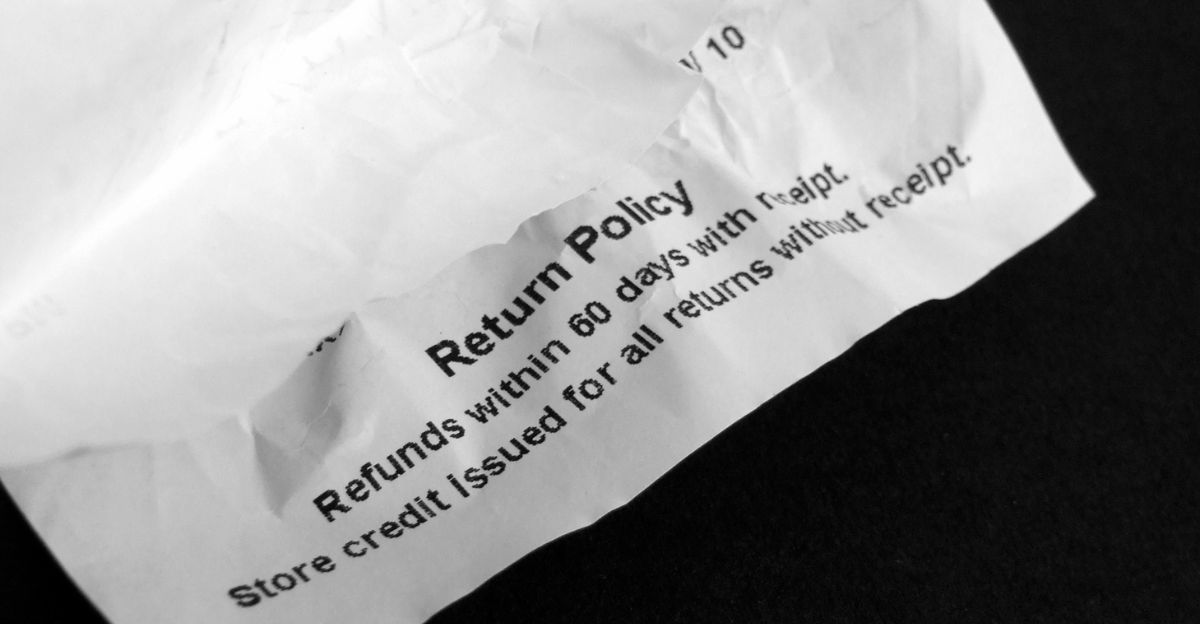 10
Return Policy
Refunds within 60 days with receipt.
Store credit issued for all returns without receipt.